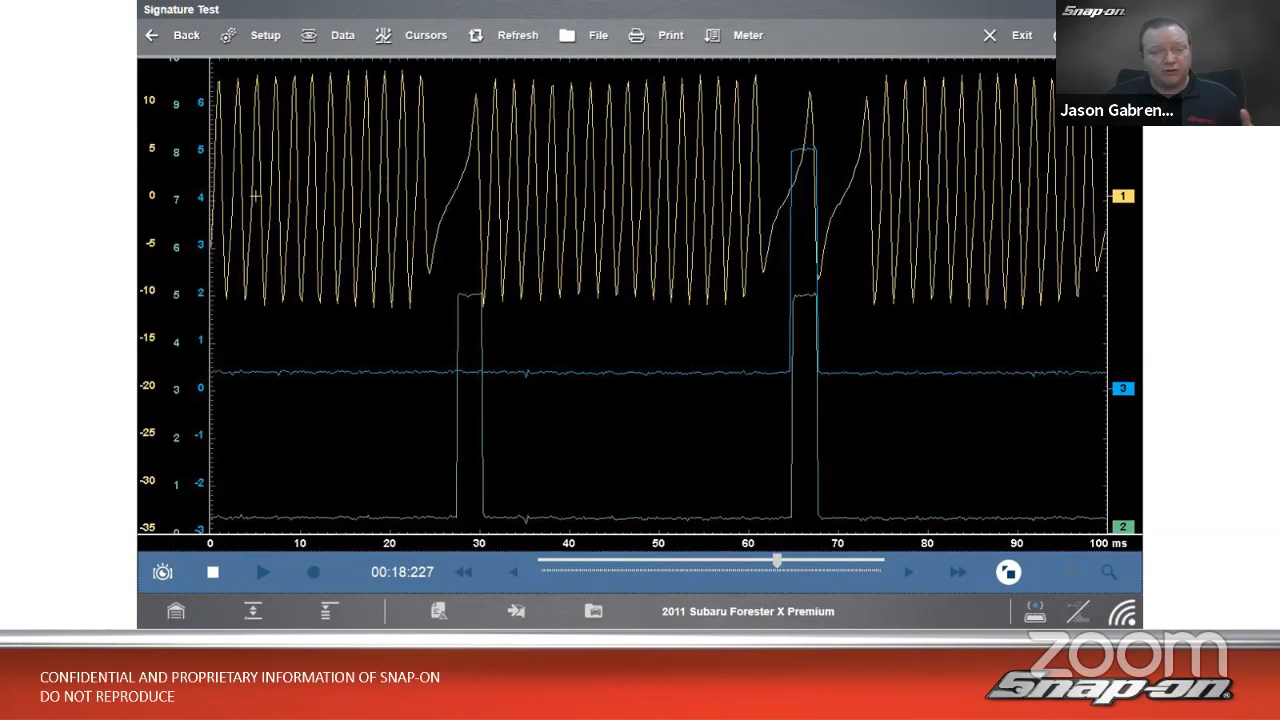 Signature Test
Back Setup Data Cursors Refresh File Print Meter Exit
Snap-on
Jason Gabren...
10 9 6
5 8 5
0 7 4
-5 6 3
-10 5 2
-15 4 1
-20 3 0
-25 2 -1
-30 1 -2
-35 0 -3
1
3
2
0 10 20 30 40 50 60 70 80 90 100 ms
00:18:227
2011 Subaru Forester X Premium
zoom
CONFIDENTIAL AND PROPRIETARY INFORMATION OF SNAP-ON
DO NOT REPRODUCE
Snap-on